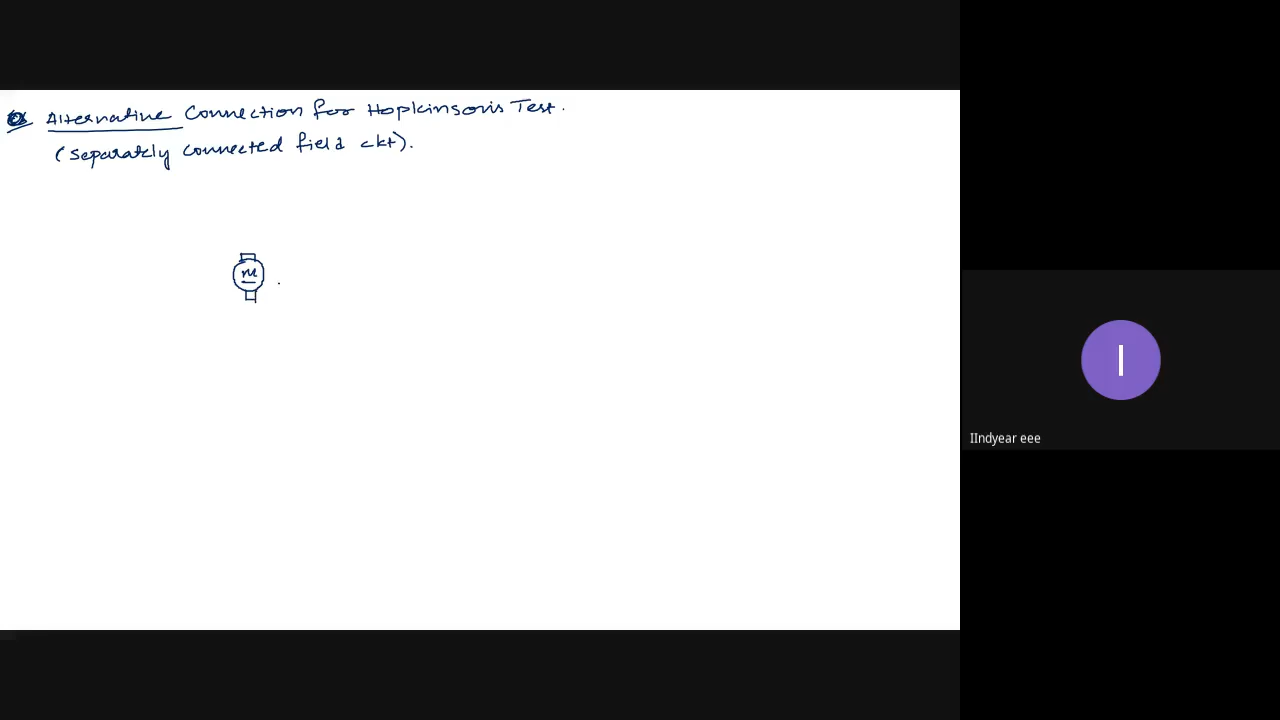 Alternative Connection for Hopkinson's Test.
(Separately connected field ckt).
M
I
IIndyear eee